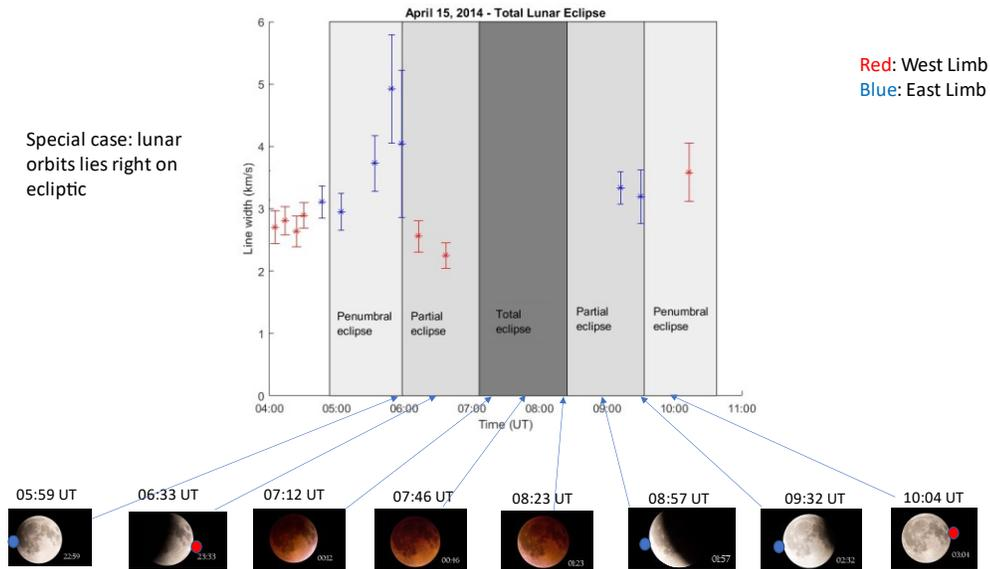 April 15, 2014 - Total Lunar Eclipse
Red: West Limb
Blue: East Limb
Special case: lunar
orbits lies right on
ecliptic
Line width (km/s)
6
5
4
3
2
1
0
Penumbral
eclipse
Partial
eclipse
Total
eclipse
Partial
eclipse
Penumbral
eclipse
04:00 05:00 06:00 07:00 08:00 09:00 10:00 11:00
Time (UT)
05:59 UT 06:33 UT 07:12 UT 07:46 UT 08:23 UT 08:57 UT 09:32 UT 10:04 UT
22:59 23:33 00:12 00:46 01:23 01:57 02:32 03:04